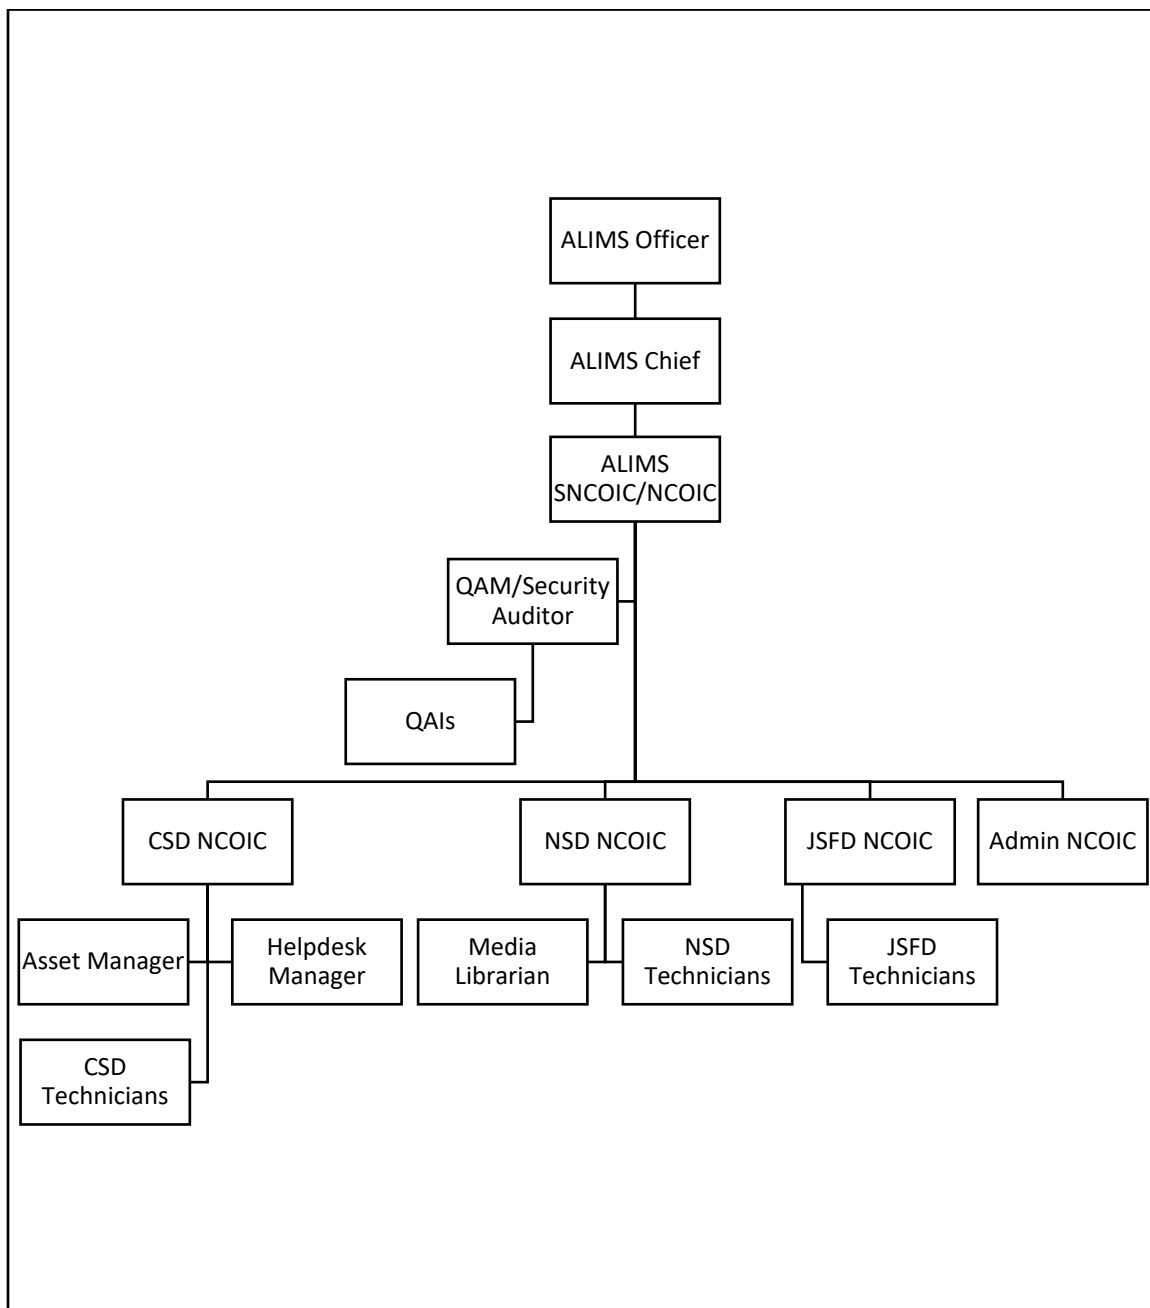 ALIMS Officer
ALIMS Chief
ALIMS
SNCOIC/NCOIC
QAM/Security
Auditor
QAIs
CSD NCOIC
NSD NCOIC
JSFD NCOIC
Admin NCOIC
Asset Manager
Helpdesk
Manager
Media
Librarian
NSD
Technicians
JSFD
Technicians
CSD
Technicians